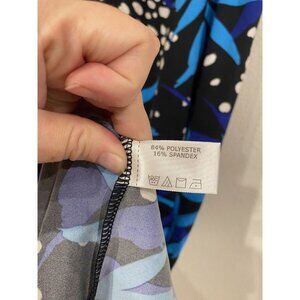 84% POLYESTER
16% SPANDEX